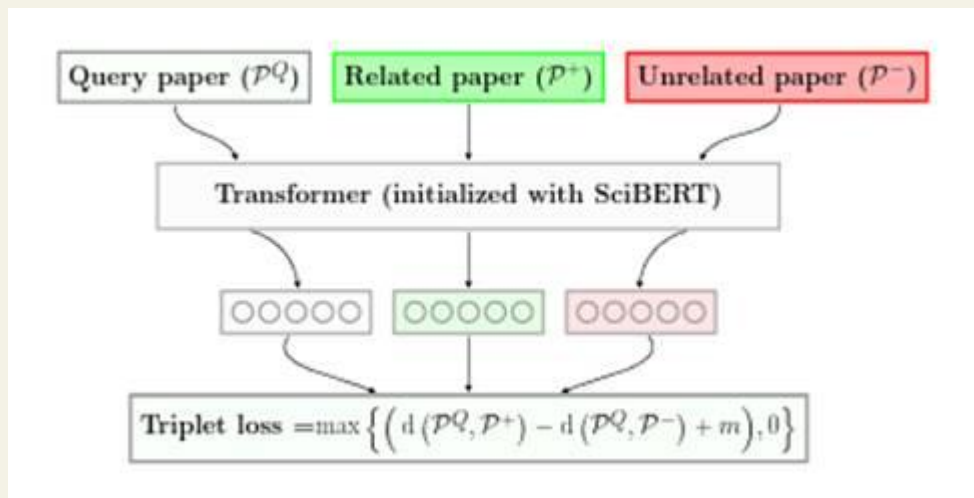 Query paper (𝒫^Q)
Related paper (𝒫^+)
Unrelated paper (𝒫^−)
Transformer (initialized with SciBERT)
Triplet loss =max{(d(𝒫^Q, 𝒫^+) − d(𝒫^Q, 𝒫^−) + m), 0}